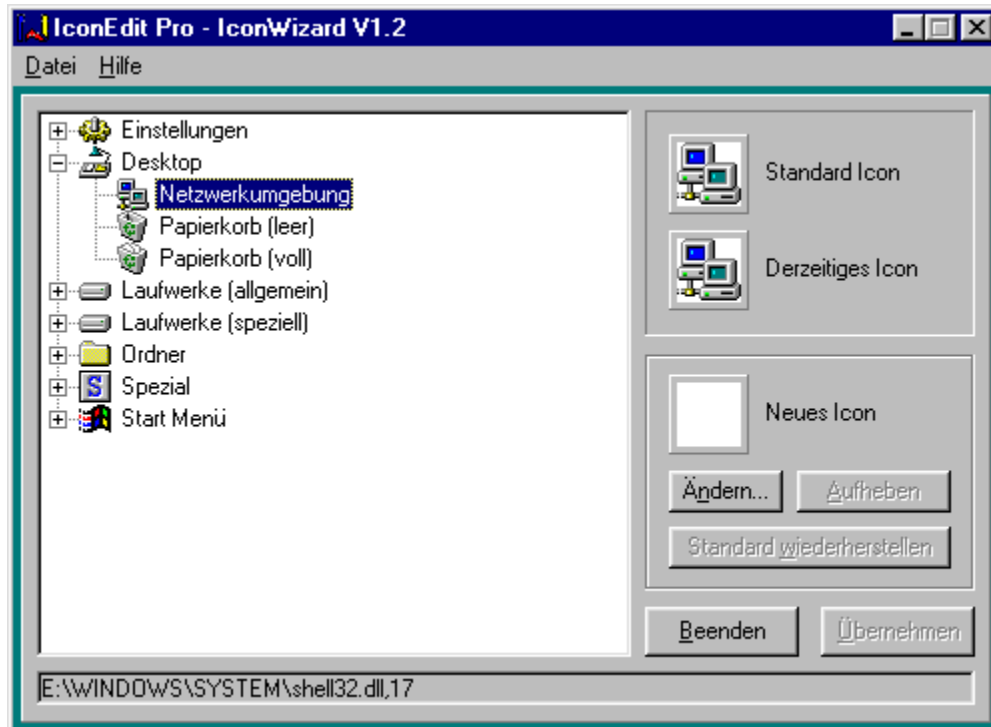 IconEdit Pro - IconWizard V1.2
Datei Hilfe
Einstellungen
Desktop
Netzwerkumgebung
Papierkorb (leer)
Papierkorb (voll)
Laufwerke (allgemein)
Laufwerke (speziell)
Ordner
S Spezial
Start Menü
Standard Icon
Derzeitiges Icon
Neues Icon
Ändern... Aufheben
Standard wiederherstellen
Beenden Übernehmen
E:\WINDOWS\SYSTEM\shell32.dll,17